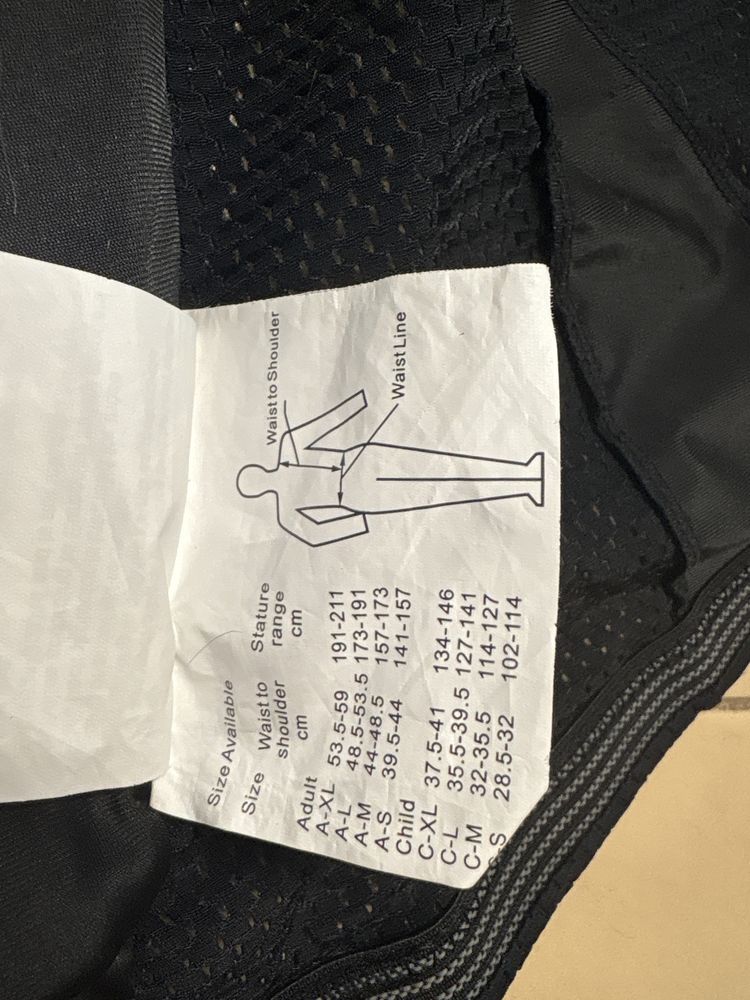 Size Available
Size Waist to shoulder cm Stature range cm
Adult
A-XL 53.5-59 191-211
A-L 48.5-53.5 173-191
A-M 44-48.5 157-173
A-S 39.5-44 141-157
Child
C-XL 37.5-41 134-146
C-L 35.5-39.5 127-141
C-M 32-35.5 114-127
-S 28.5-32 102-114
Waist to Shoulder
Waist Line